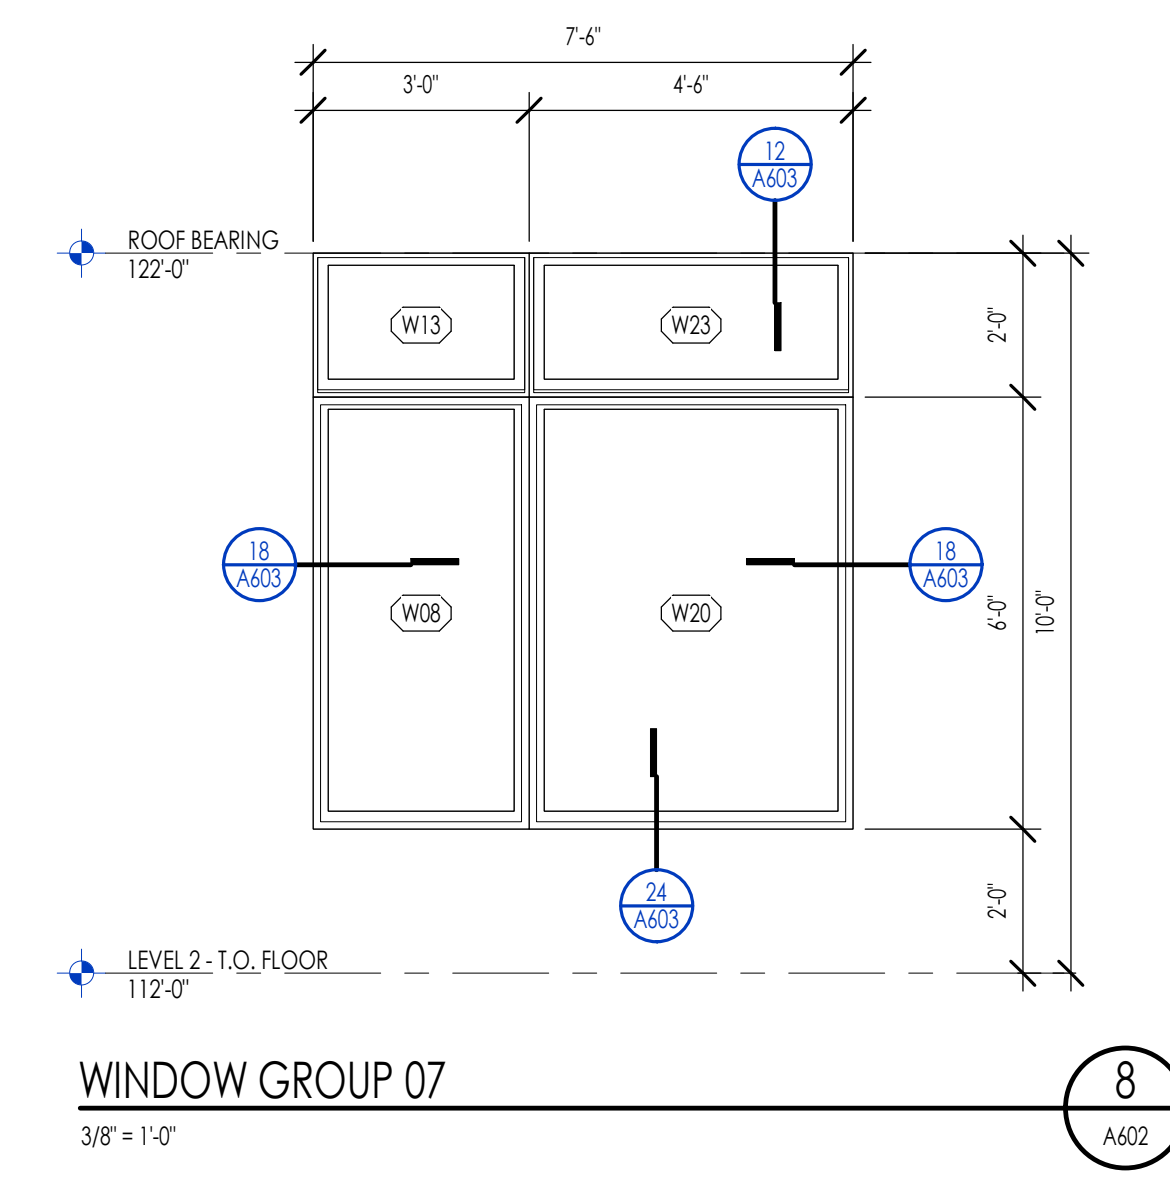 7'-6"
3'-0"
4'-6"
12
A603
ROOF BEARING
122'-0"
W13
W23
2'-0"
18
A603
18
A603
W08
W20
6'-0"
10'-0"
24
A603
2'-0"
LEVEL 2 - T.O. FLOOR
112'-0"
WINDOW GROUP 07
8
3/8" = 1'-0"
A602